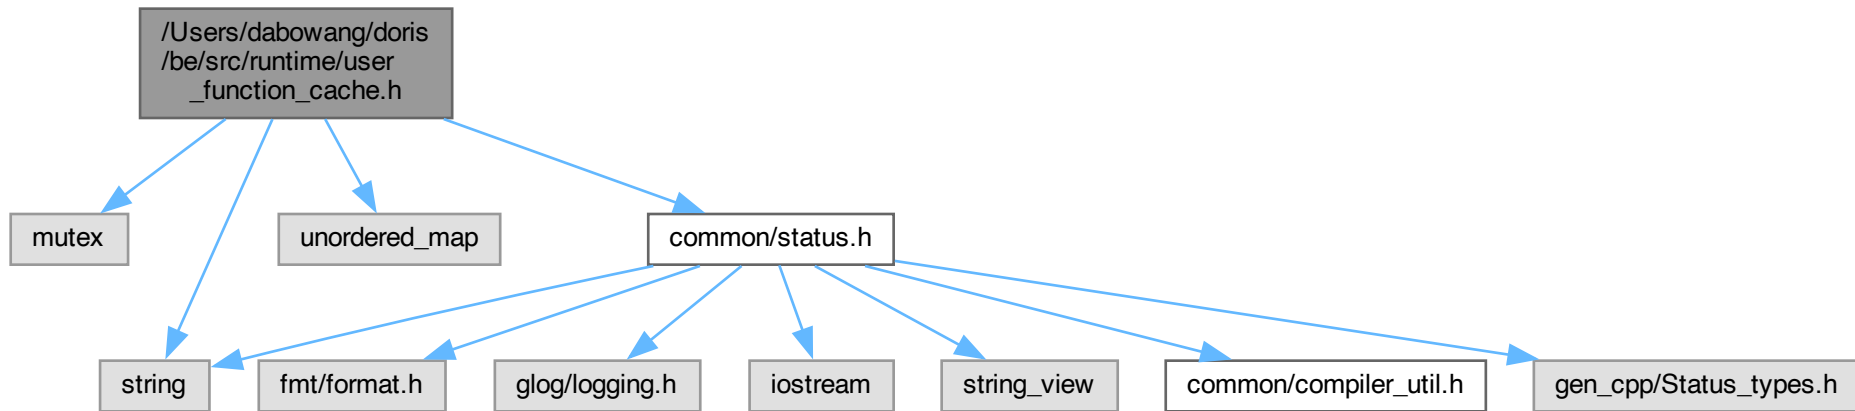 /Users/dabowang/doris
/be/src/runtime/user
_function_cache.h
mutex
unordered_map
common/status.h
string
fmt/format.h
glog/logging.h
iostream
string_view
common/compiler_util.h
gen_cpp/Status_types.h